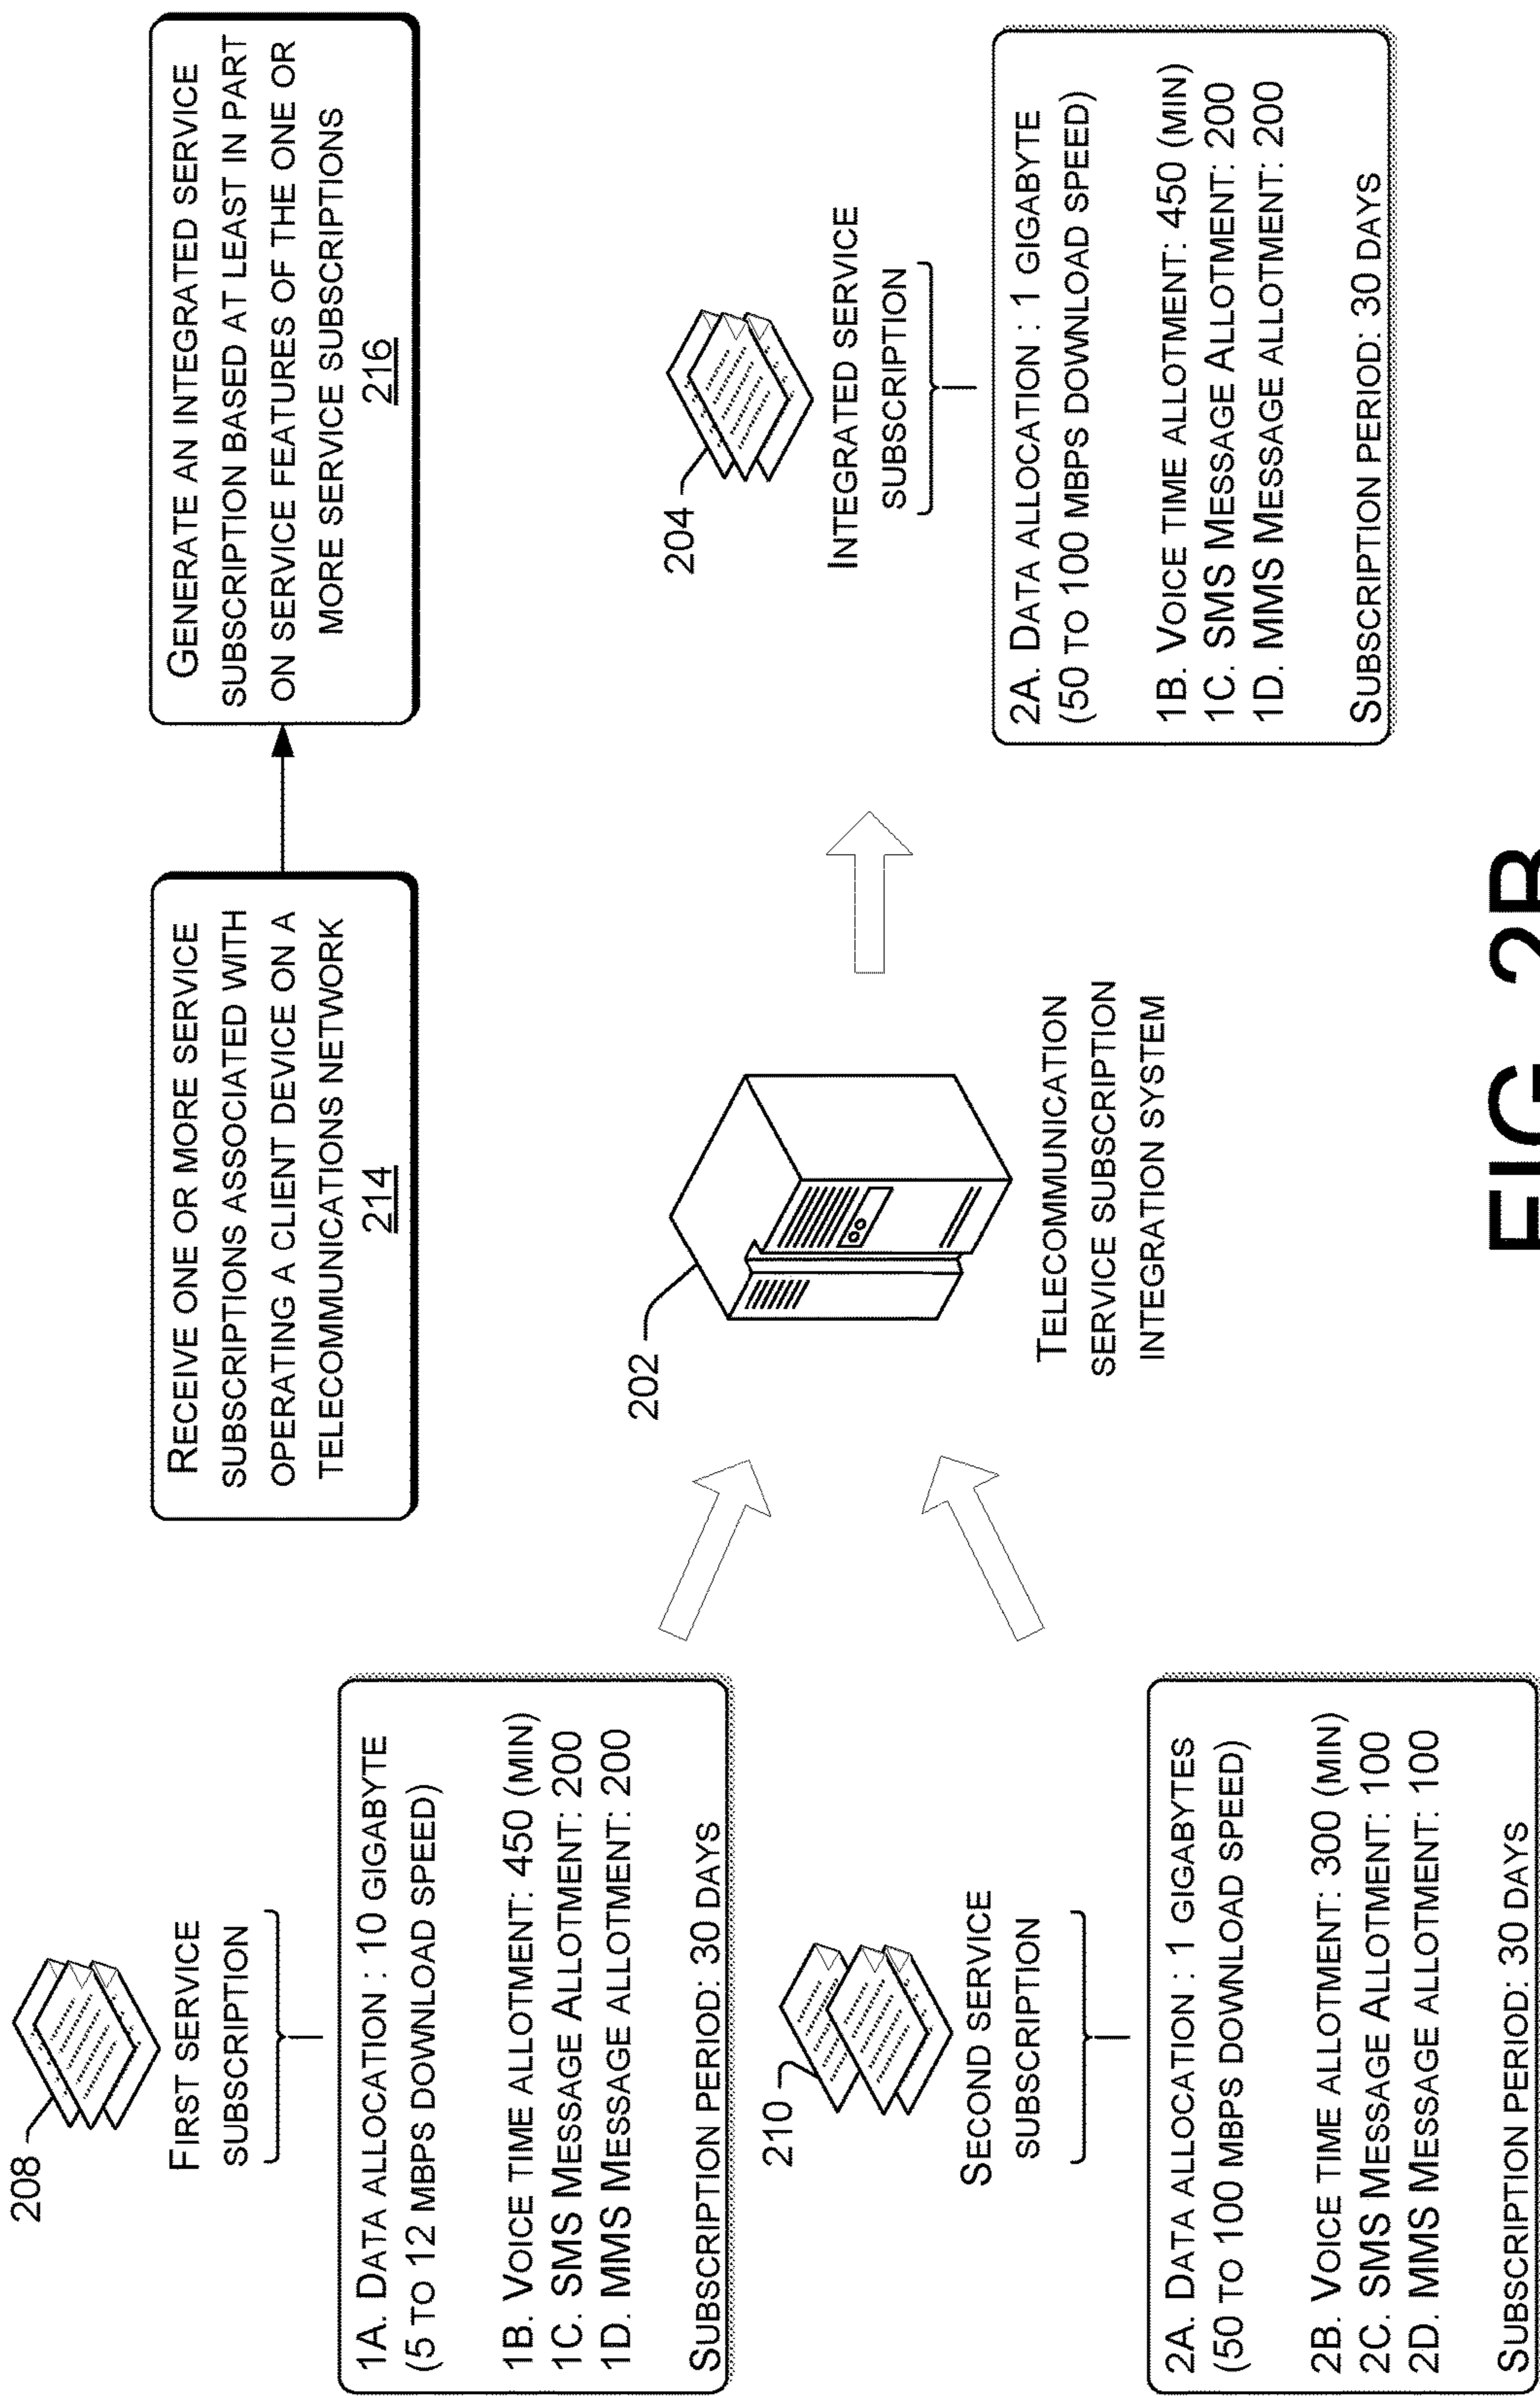 RECEIVE ONE OR MORE SERVICE
SUBSCRIPTIONS ASSOCIATED WITH
OPERATING A CLIENT DEVICE ON A
TELECOMMUNICATIONS NETWORK
214
GENERATE AN INTEGRATED SERVICE
SUBSCRIPTION BASED AT LEAST IN PART
ON SERVICE FEATURES OF THE ONE OR
MORE SERVICE SUBSCRIPTIONS
216
208
FIRST SERVICE
SUBSCRIPTION
1A. DATA ALLOCATION : 10 GIGABYTE
(5 TO 12 MBPS DOWNLOAD SPEED)
1B. VOICE TIME ALLOTMENT: 450 (MIN)
1C. SMS MESSAGE ALLOTMENT: 200
1D. MMS MESSAGE ALLOTMENT: 200
SUBSCRIPTION PERIOD: 30 DAYS
210
SECOND SERVICE
SUBSCRIPTION
2A. DATA ALLOCATION : 1 GIGABYTES
(50 TO 100 MBPS DOWNLOAD SPEED)
2B. VOICE TIME ALLOTMENT: 300 (MIN)
2C. SMS MESSAGE ALLOTMENT: 100
2D. MMS MESSAGE ALLOTMENT: 100
SUBSCRIPTION PERIOD: 30 DAYS
202
TELECOMMUNICATION
SERVICE SUBSCRIPTION
INTEGRATION SYSTEM
204
INTEGRATED SERVICE
SUBSCRIPTION
2A. DATA ALLOCATION : 1 GIGABYTE
(50 TO 100 MBPS DOWNLOAD SPEED)
1B. VOICE TIME ALLOTMENT: 450 (MIN)
1C. SMS MESSAGE ALLOTMENT: 200
1D. MMS MESSAGE ALLOTMENT: 200
SUBSCRIPTION PERIOD: 30 DAYS
FIG. 2B